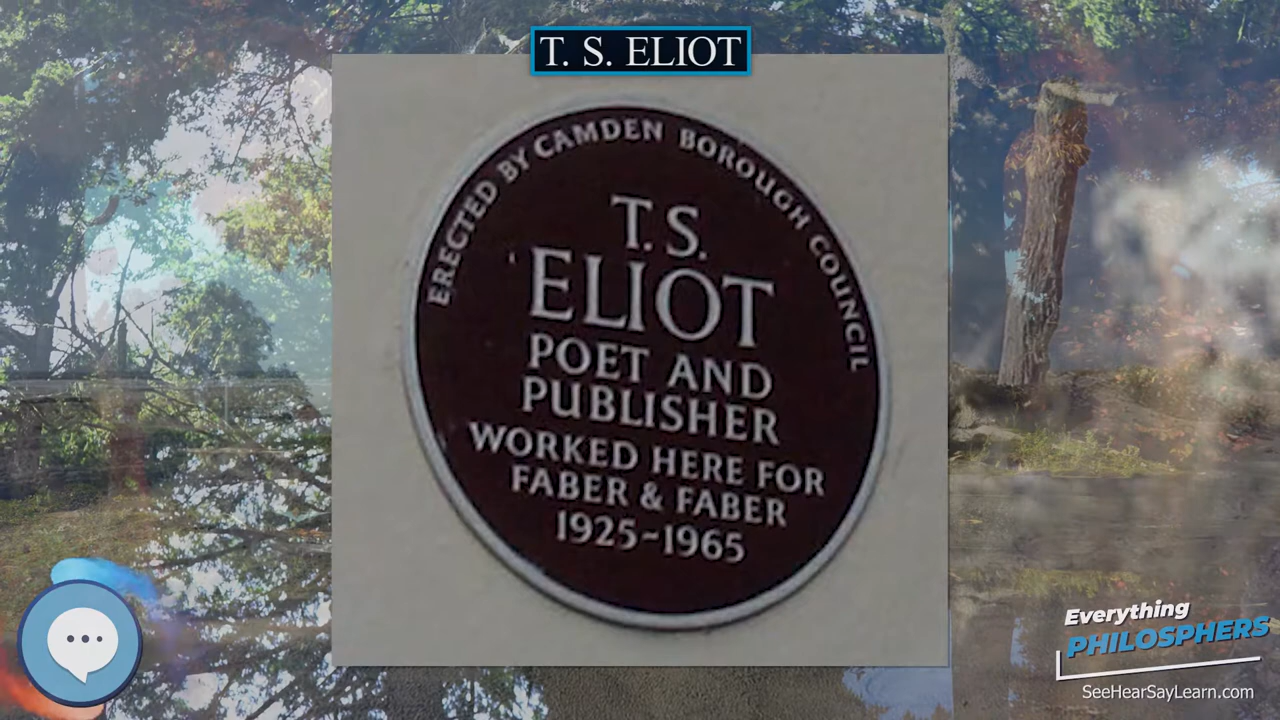 T. S. ELIOT
ERECTED BY CAMDEN BOROUGH COUNCIL
T. S.
ELIOT
POET AND
PUBLISHER
WORKED HERE FOR
FABER & FABER
1925~1965
Everything
PHILOSPHERS
SeeHearSayLearn.com